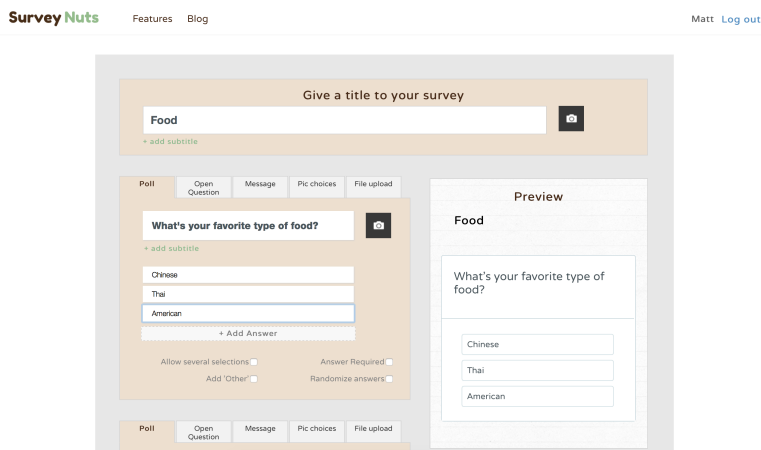 Survey Nuts
Features Blog
Matt Log out
Give a title to your survey
Food
+ add subtitle
Poll
Open
Question
Message
Pic choices
File upload
What's your favorite type of food?
+ add subtitle
Chinese
Thai
American
+ Add Answer
Allow several selections
Answer Required
Add 'Other'
Randomize answers
Preview
Food
What's your favorite type of
food?
Chinese
Thai
American
Poll
Open
Question
Message
Pic choices
File upload